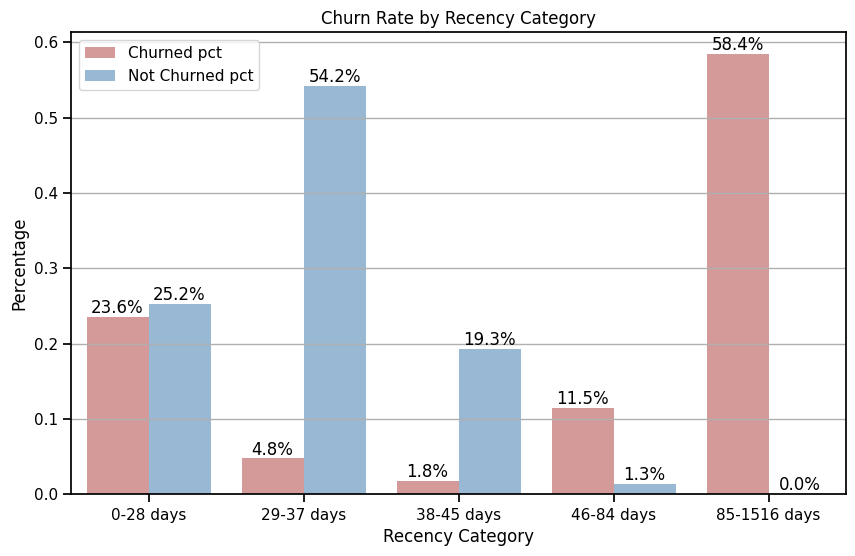 Churn Rate by Recency Category
Churned pct
Not Churned pct
Percentage
0.6
0.5
0.4
0.3
0.2
0.1
0.0
23.6%
25.2%
4.8%
54.2%
1.8%
19.3%
11.5%
1.3%
58.4%
0.0%
0-28 days
29-37 days
38-45 days
46-84 days
85-1516 days
Recency Category